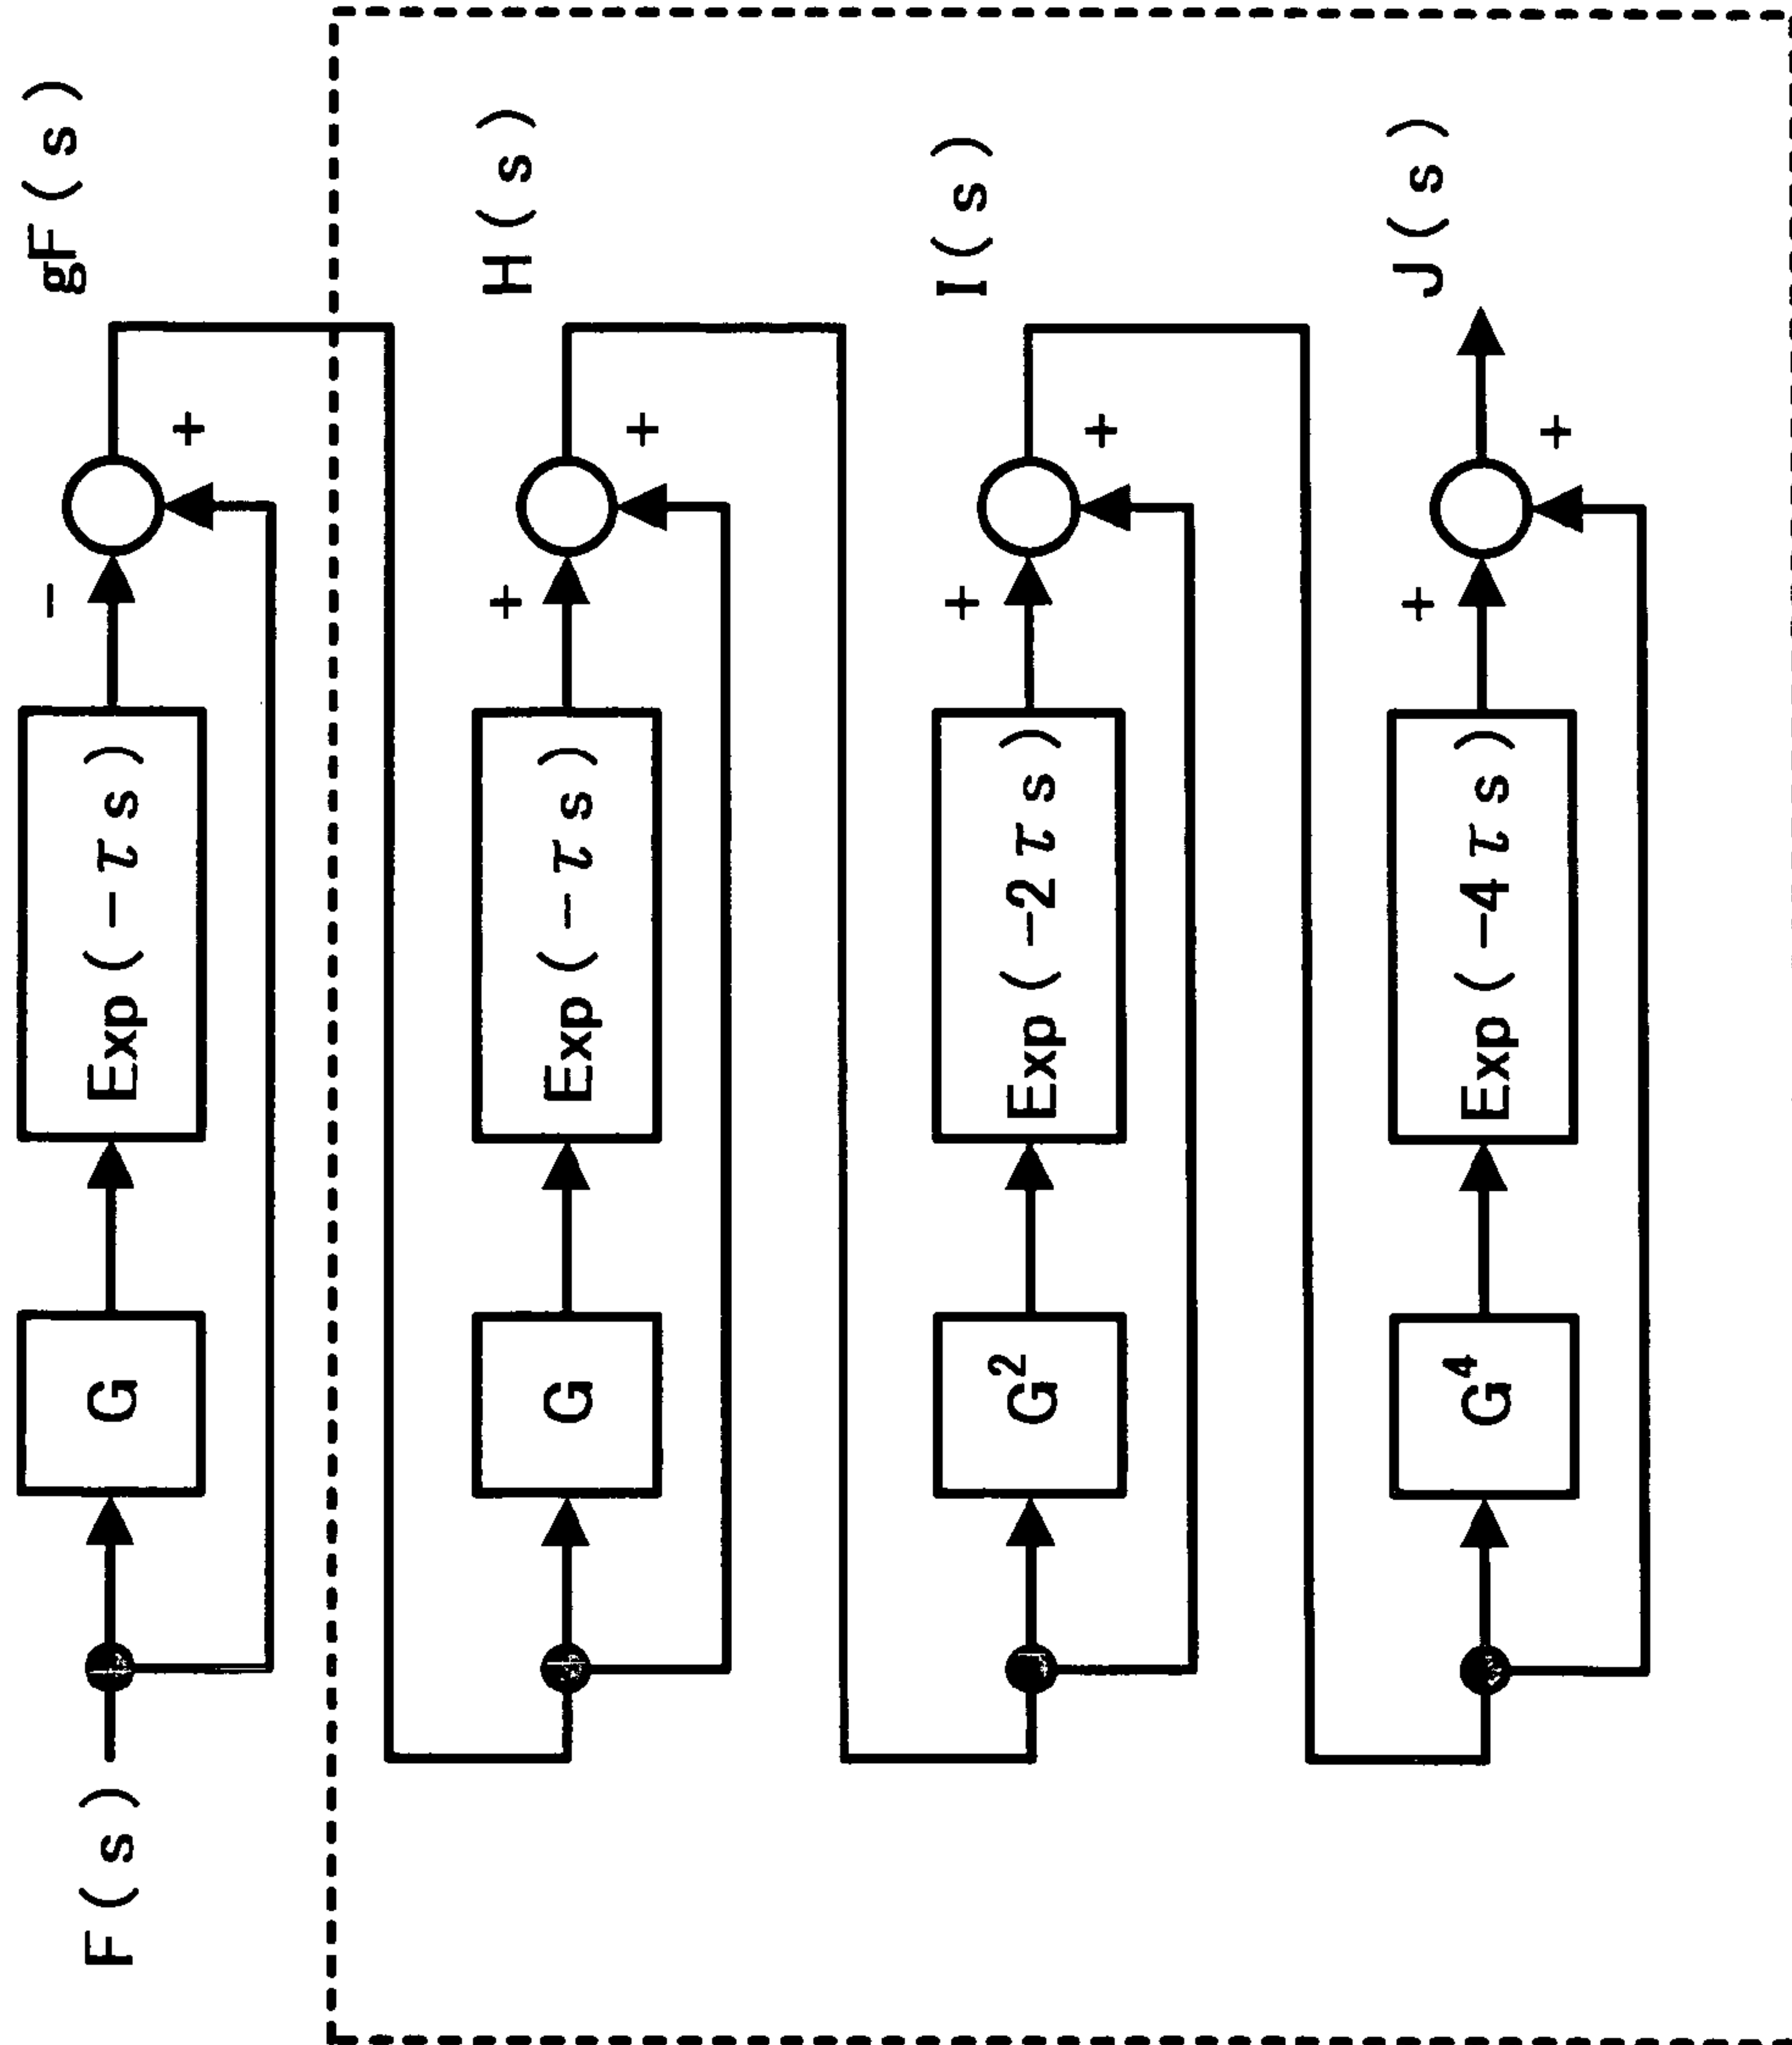 F(s)
G
Exp(-τs)
-
+
gF(s)
G
Exp(-τs)
+
+
H(s)
G²
Exp(-2τs)
+
+
I(s)
G⁴
Exp(-4τs)
+
+
J(s)